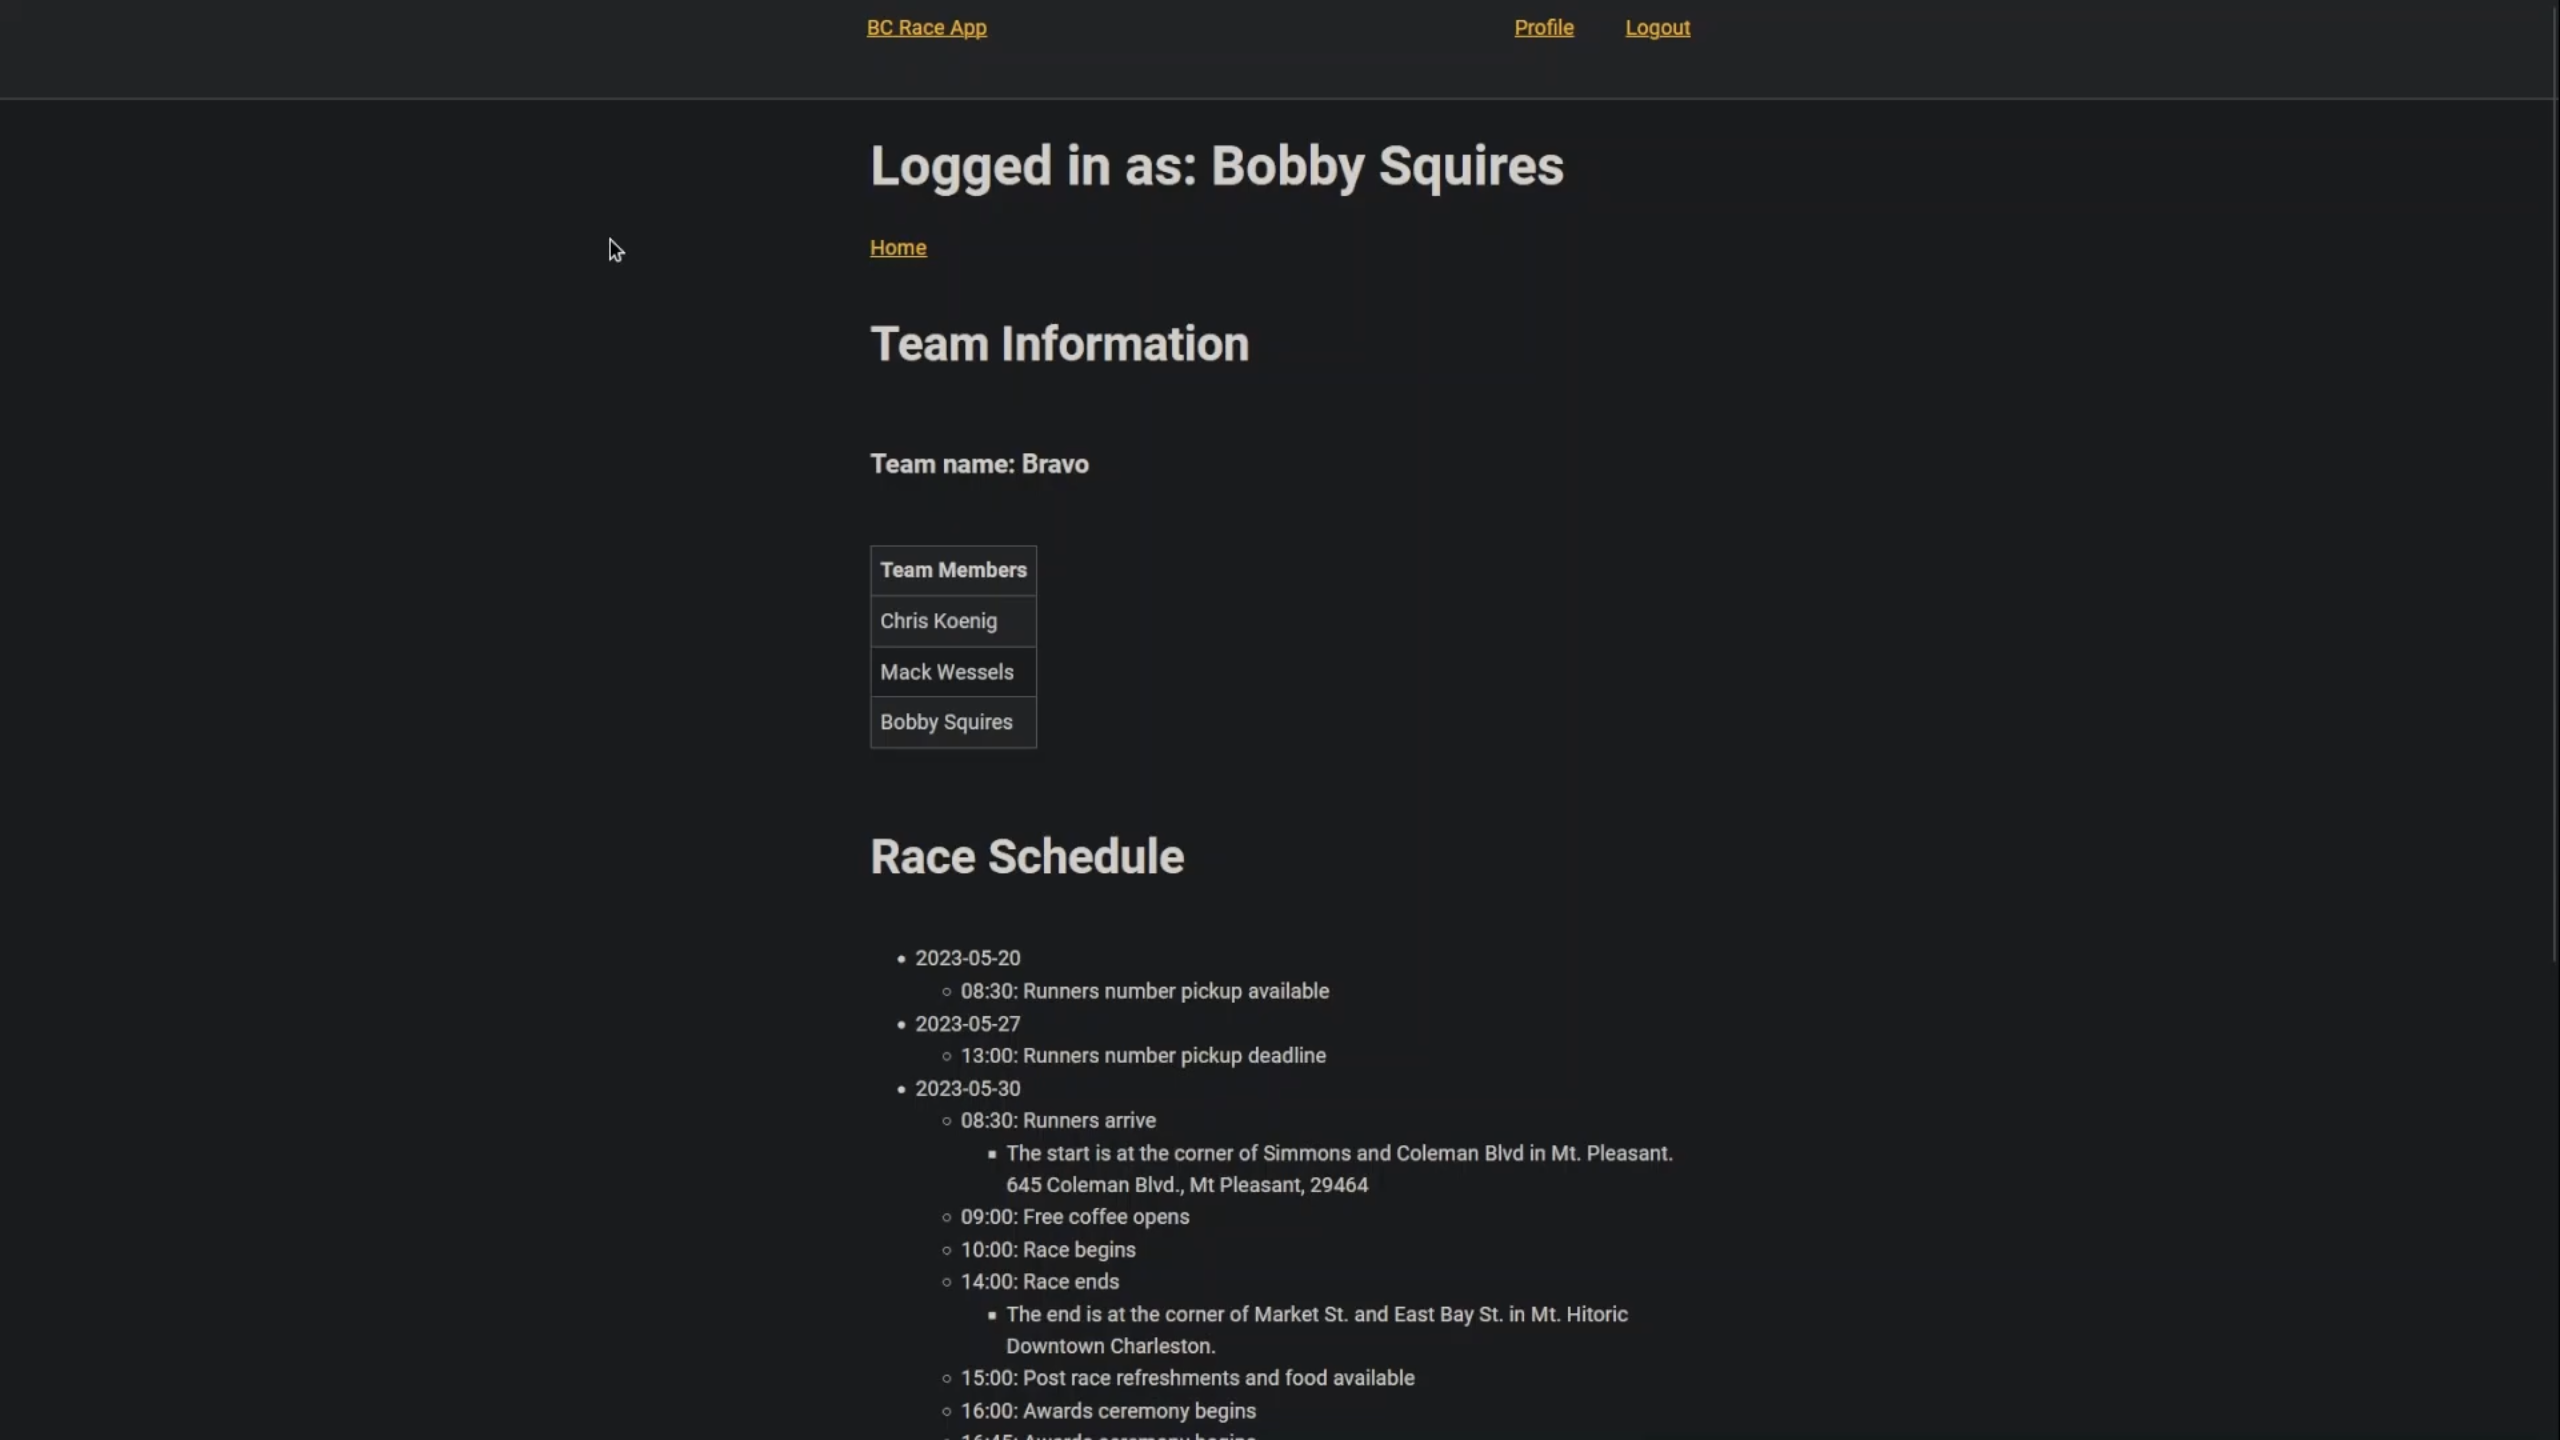 BC Race App
Profile
Logout
Logged in as: Bobby Squires
Home
Team Information
Team name: Bravo
Team Members
Chris Koenig
Mack Wessels
Bobby Squires
Race Schedule
2023-05-20
08:30: Runners number pickup available
2023-05-27
13:00: Runners number pickup deadline
2023-05-30
08:30: Runners arrive
The start is at the corner of Simmons and Coleman Blvd in Mt. Pleasant.
645 Coleman Blvd., Mt Pleasant, 29464
09:00: Free coffee opens
10:00: Race begins
14:00: Race ends
The end is at the corner of Market St. and East Bay St. in Mt. Hitoric
Downtown Charleston.
15:00: Post race refreshments and food available
16:00: Awards ceremony begins